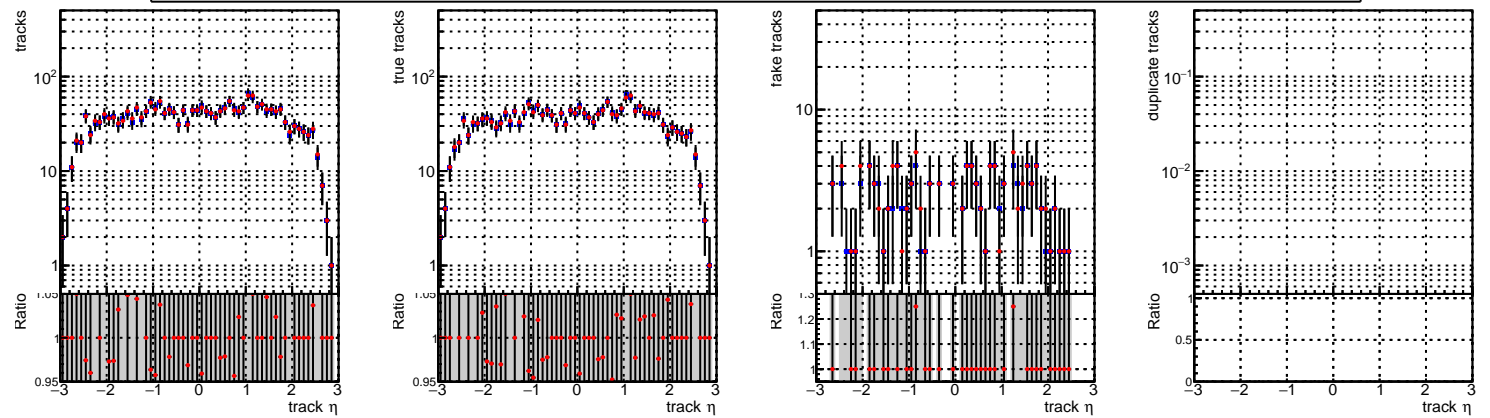 tracks
10²
10
1
Ratio
1.05
1
0.95
−3 −2 −1 0 1 2 3
track η
true tracks
10²
10
1
Ratio
1.05
1
0.95
−3 −2 −1 0 1 2 3
track η
fake tracks
10
1
Ratio
1.3
1.2
1.1
1
−3 −2 −1 0 1 2 3
track η
duplicate tracks
10⁻¹
10⁻²
10⁻³
Ratio
1
0.5
0
−3 −2 −1 0 1 2 3
track η